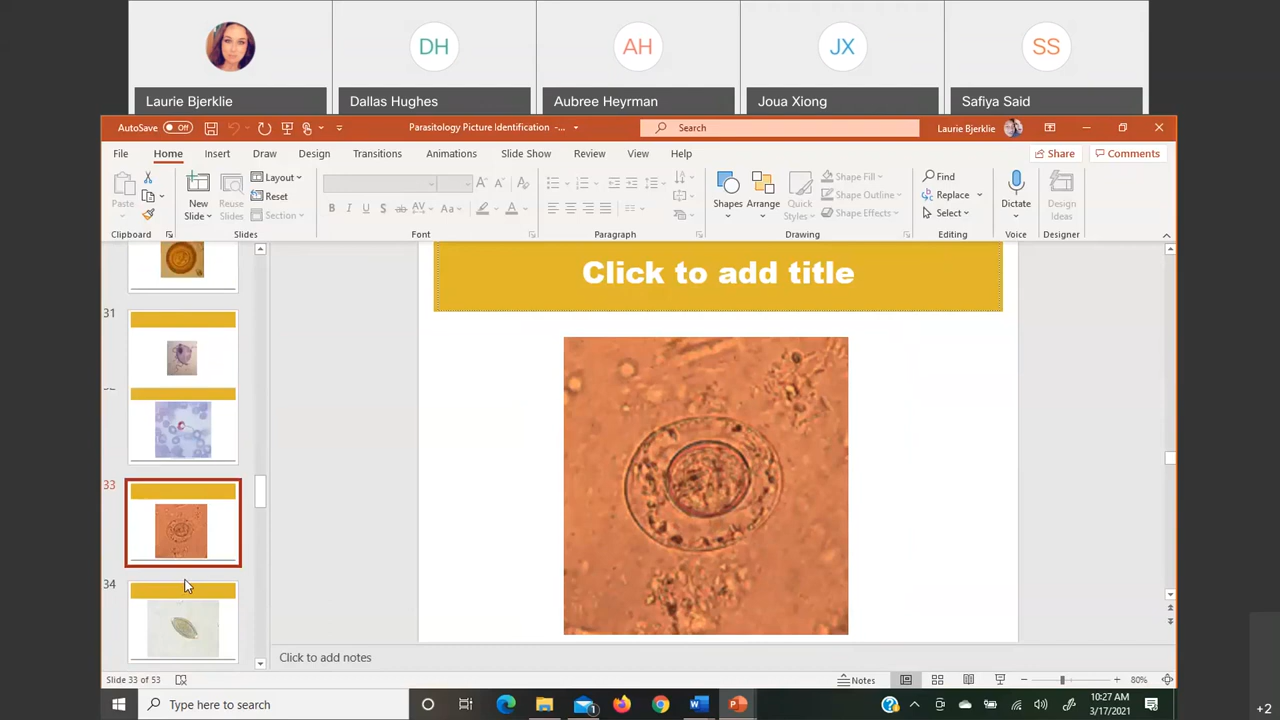 DH
AH
JX
SS
Laurie Bjerklie
Dallas Hughes
Aubree Heyrman
Joua Xiong
Safiya Said
AutoSave Off
Parasitology Picture Identification -...
Search
Laurie Bjerklie
File Home Insert Draw Design Transitions Animations Slide Show Review View Help
Share Comments
Paste
New Slide
Reuse Slides
Layout
Reset
Section
B I U S ab AV Aa A
Shapes
Arrange
Quick Styles
Shape Fill
Shape Outline
Shape Effects
Find
Replace
Select
Dictate
Design Ideas
Clipboard Slides Font Paragraph Drawing Editing Voice Designer
31
33
34
Click to add title
Click to add notes
Slide 33 of 53
Notes
80%
Type here to search
1
10:27 AM
3/17/2021
+2